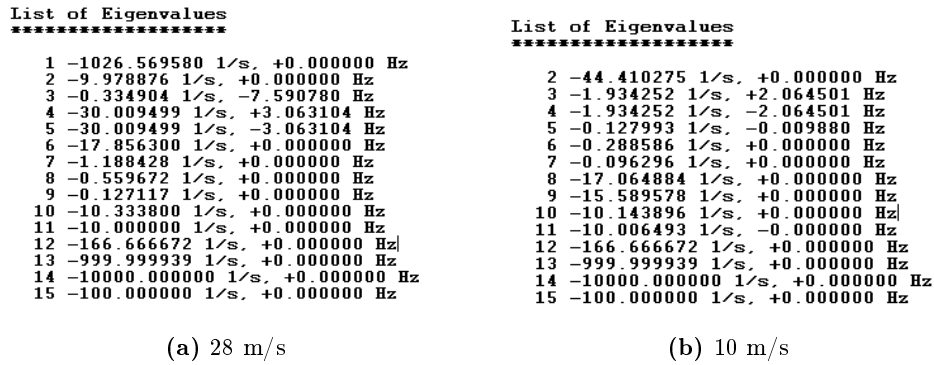 List of Eigenvalues
*******************
1 -1026.569580 1/s, +0.000000 Hz
2 -9.978876 1/s, +0.000000 Hz
3 -0.334904 1/s, -7.590780 Hz
4 -30.009499 1/s, +3.063104 Hz
5 -30.009499 1/s, -3.063104 Hz
6 -17.856300 1/s, +0.000000 Hz
7 -1.188428 1/s, +0.000000 Hz
8 -0.559672 1/s, +0.000000 Hz
9 -0.127117 1/s, +0.000000 Hz
10 -10.333800 1/s, +0.000000 Hz
11 -10.000000 1/s, +0.000000 Hz
12 -166.666672 1/s, +0.000000 Hz
13 -999.999939 1/s, +0.000000 Hz
14 -10000.000000 1/s, +0.000000 Hz
15 -100.000000 1/s, +0.000000 Hz
(a) 28 m/s
List of Eigenvalues
*******************
2 -44.410275 1/s, +0.000000 Hz
3 -1.934252 1/s, +2.064501 Hz
4 -1.934252 1/s, -2.064501 Hz
5 -0.127993 1/s, -0.009880 Hz
6 -0.288586 1/s, +0.000000 Hz
7 -0.096296 1/s, +0.000000 Hz
8 -17.064884 1/s, +0.000000 Hz
9 -15.589578 1/s, +0.000000 Hz
10 -10.143896 1/s, +0.000000 Hz
11 -10.006493 1/s, -0.000000 Hz
12 -166.666672 1/s, +0.000000 Hz
13 -999.999939 1/s, +0.000000 Hz
14 -10000.000000 1/s, +0.000000 Hz
15 -100.000000 1/s, +0.000000 Hz
(b) 10 m/s